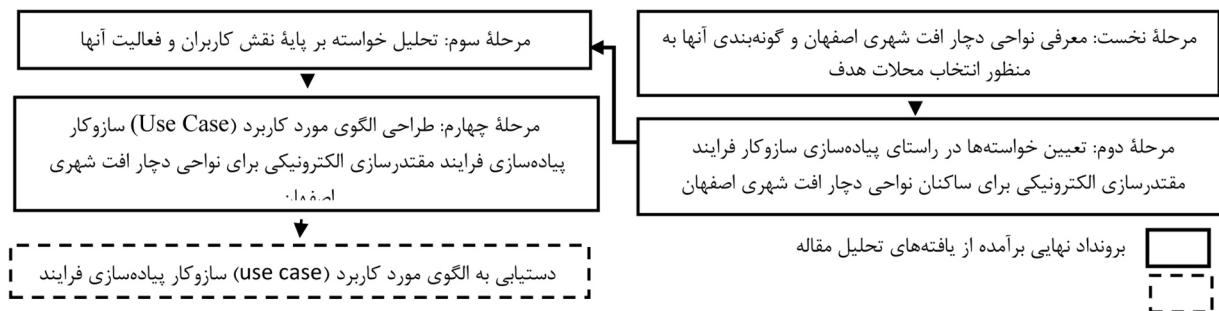 مرحلهٔ نخست: معرفی نواحی دچار افت شهری اصفهان و گونه‌بندی آنها به
منظور انتخاب محلات هدف
مرحلهٔ دوم: تعیین خواسته‌ها در راستای پیاده‌سازی سازوکار فرایند
مقتدرسازی الکترونیکی برای ساکنان نواحی دچار افت شهری اصفهان
مرحلهٔ سوم: تحلیل خواسته بر پایهٔ نقش کاربران و فعالیت آنها
مرحلهٔ چهارم: طراحی الگوی مورد کاربرد (Use Case) سازوکار
پیاده‌سازی فرایند مقتدرسازی الکترونیکی برای نواحی دچار افت شهری
اصفهان
دستیابی به الگوی مورد کاربرد (use case) سازوکار پیاده‌سازی فرایند
برونداد نهایی برآمده از یافته‌های تحلیل مقاله